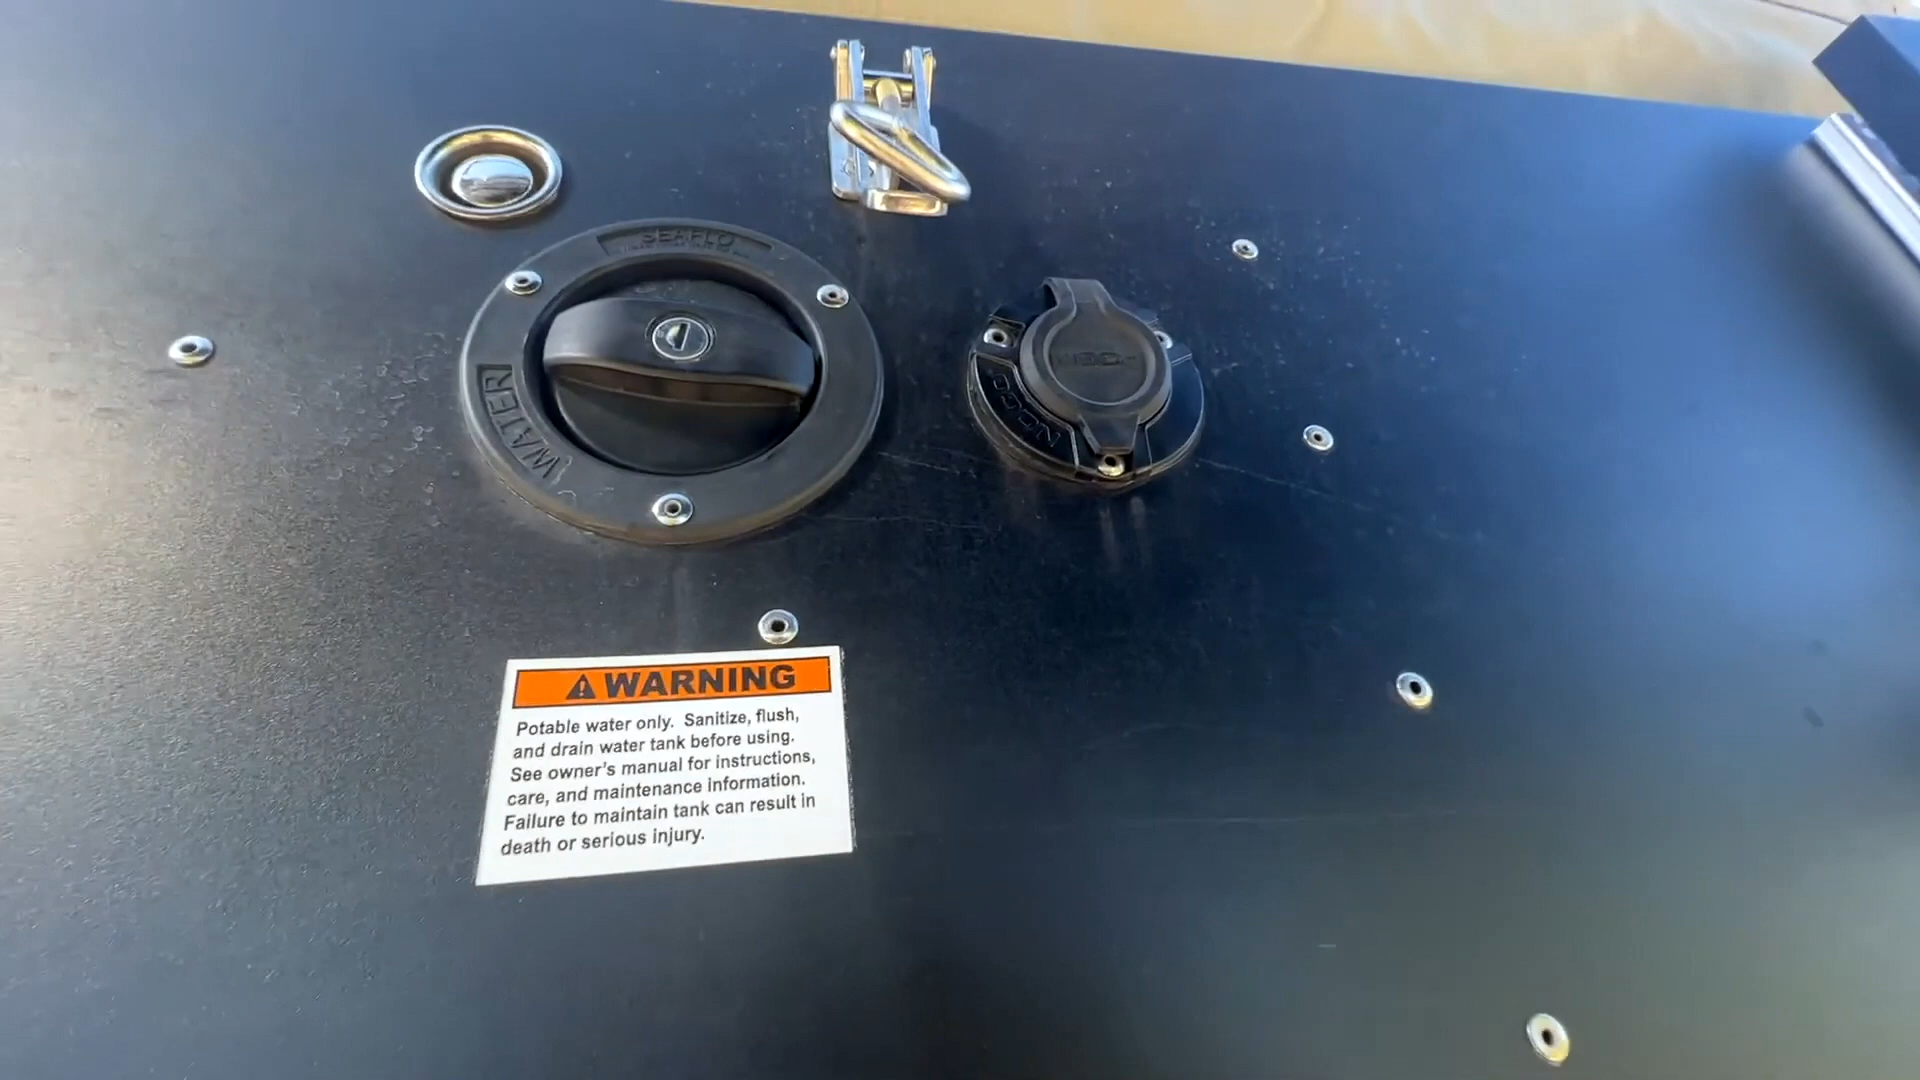 SEAFLO
WATER
NOCO
WARNING
Potable water only. Sanitize, flush,
and drain water tank before using.
See owner's manual for instructions,
care, and maintenance information.
Failure to maintain tank can result in
death or serious injury.